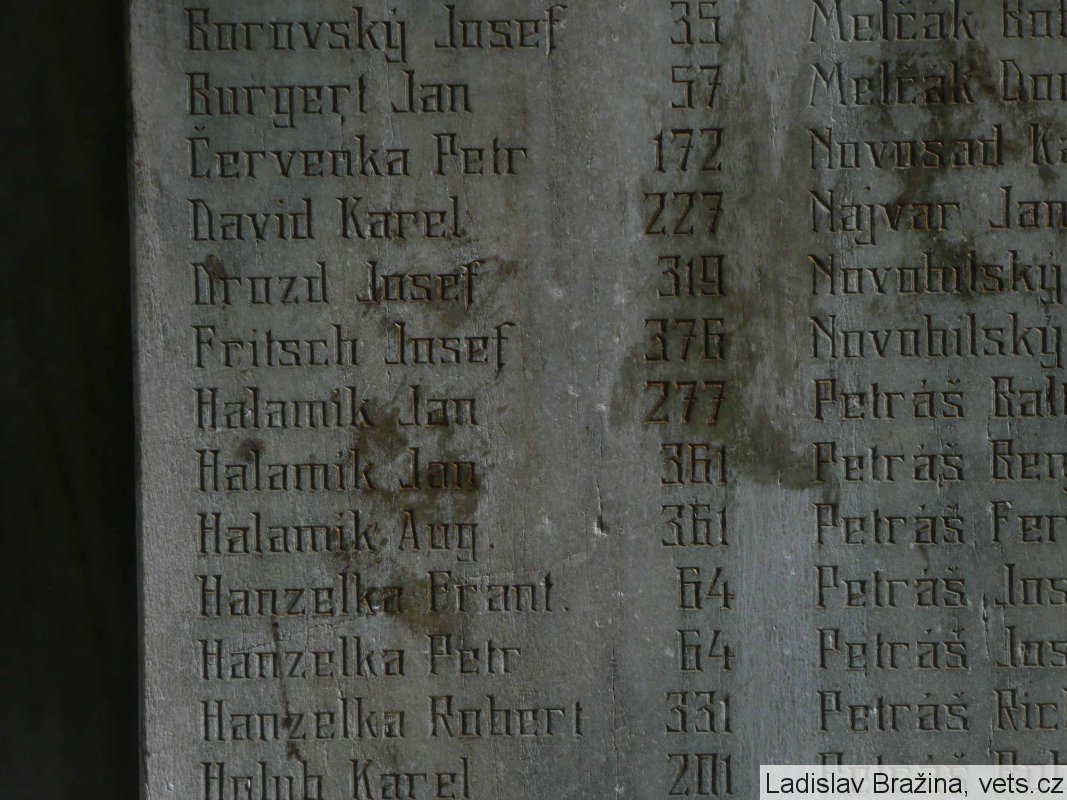 Borovský Josef 35 Melčák
Burgert Jan 57 Melčák
Červenka Petr 172 Novosad
David Karel 227 Najvar Jan
Drozd Josef 319 Novobilský
Fritsch Josef 376 Novobilský
Halamík Jan 277 Petráš
Halamík Jan 361 Petráš
Halamík Aug. 361 Petráš
Hanzelka Frant. 64 Petráš
Hanzelka Petr 64 Petráš
Hanzelka Robert 331 Petráš
Holub Karel 201
Ladislav Bražina, vets.cz